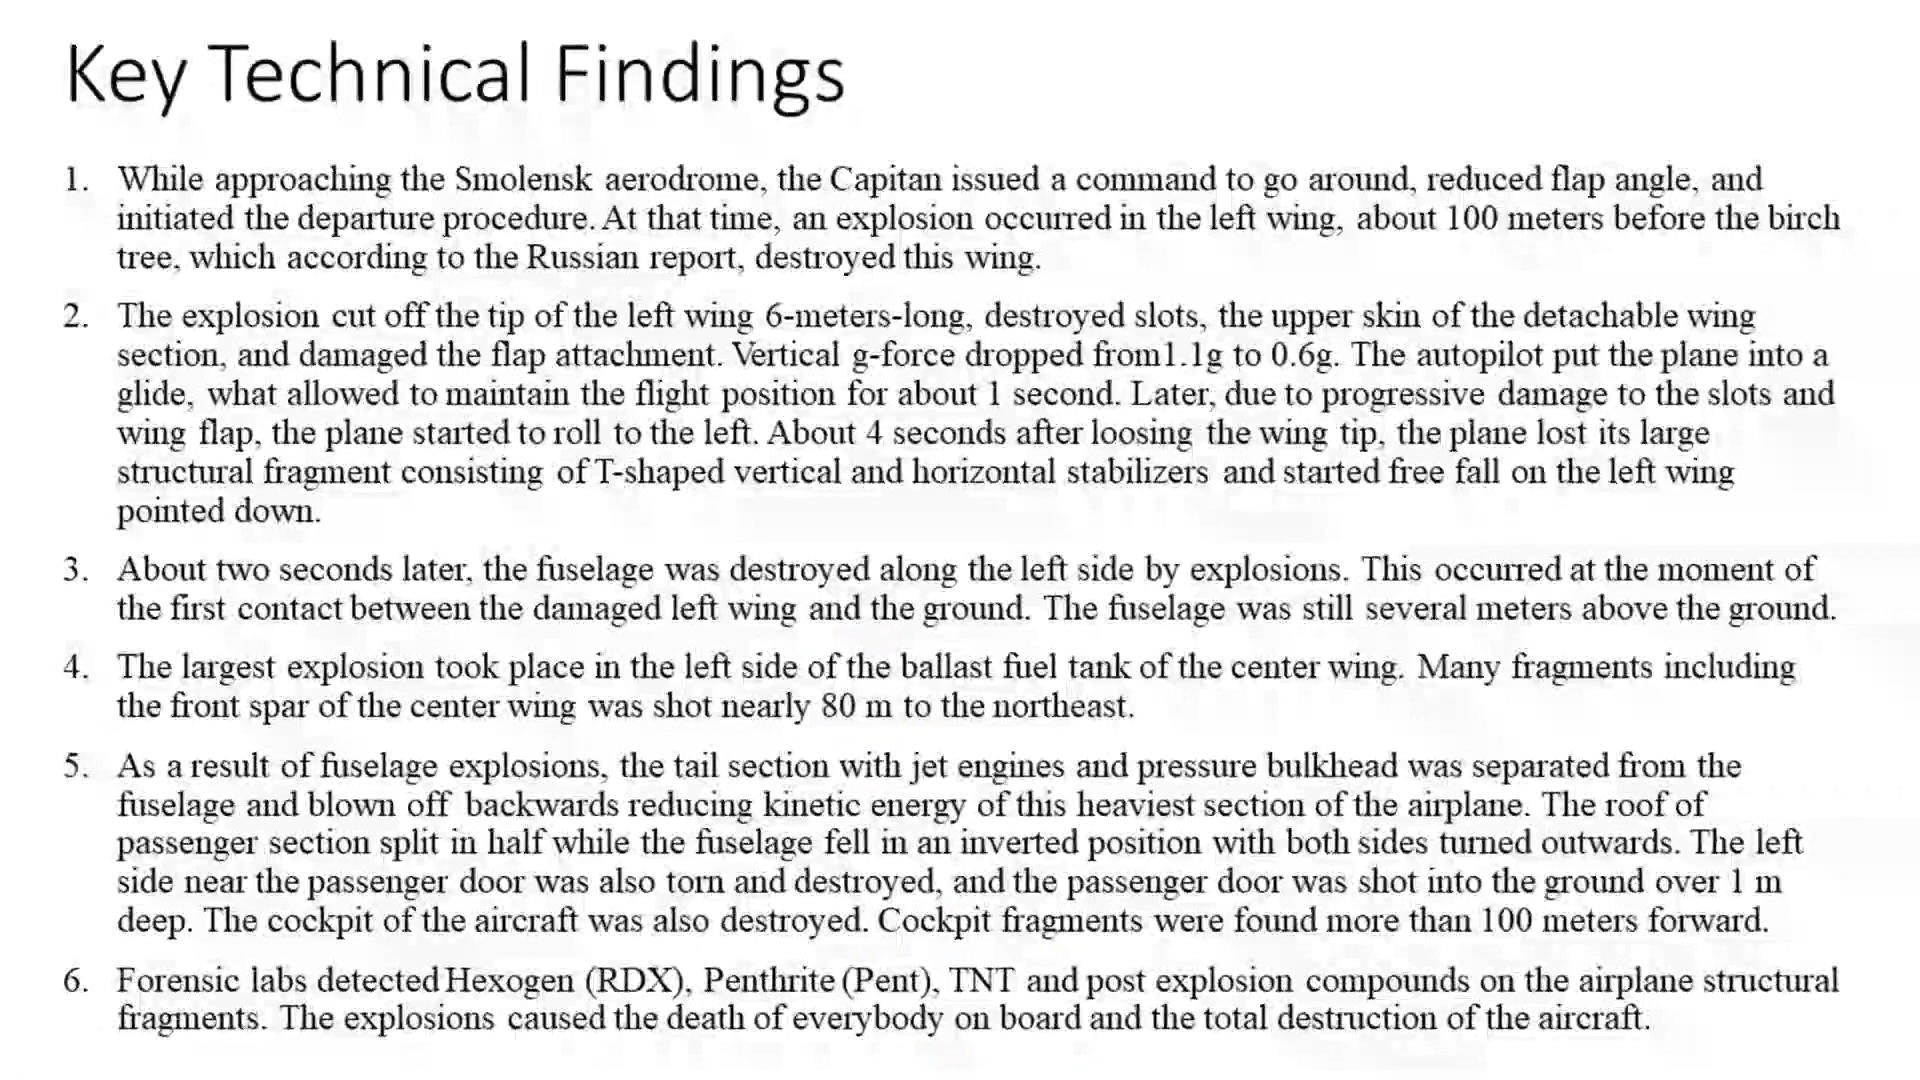 Key Technical Findings
1. While approaching the Smolensk aerodrome, the Capitan issued a command to go around, reduced flap angle, and
initiated the departure procedure. At that time, an explosion occurred in the left wing, about 100 meters before the birch
tree, which according to the Russian report, destroyed this wing.
2. The explosion cut off the tip of the left wing 6-meters-long, destroyed slots, the upper skin of the detachable wing
section, and damaged the flap attachment. Vertical g-force dropped from1.1g to 0.6g. The autopilot put the plane into a
glide, what allowed to maintain the flight position for about 1 second. Later, due to progressive damage to the slots and
wing flap, the plane started to roll to the left. About 4 seconds after loosing the wing tip, the plane lost its large
structural fragment consisting of T-shaped vertical and horizontal stabilizers and started free fall on the left wing
pointed down.
3. About two seconds later, the fuselage was destroyed along the left side by explosions. This occurred at the moment of
the first contact between the damaged left wing and the ground. The fuselage was still several meters above the ground.
4. The largest explosion took place in the left side of the ballast fuel tank of the center wing. Many fragments including
the front spar of the center wing was shot nearly 80 m to the northeast.
5. As a result of fuselage explosions, the tail section with jet engines and pressure bulkhead was separated from the
fuselage and blown off backwards reducing kinetic energy of this heaviest section of the airplane. The roof of
passenger section split in half while the fuselage fell in an inverted position with both sides turned outwards. The left
side near the passenger door was also torn and destroyed, and the passenger door was shot into the ground over 1 m
deep. The cockpit of the aircraft was also destroyed. Cockpit fragments were found more than 100 meters forward.
6. Forensic labs detected Hexogen (RDX), Penthrite (Pent), TNT and post explosion compounds on the airplane structural
fragments. The explosions caused the death of everybody on board and the total destruction of the aircraft.